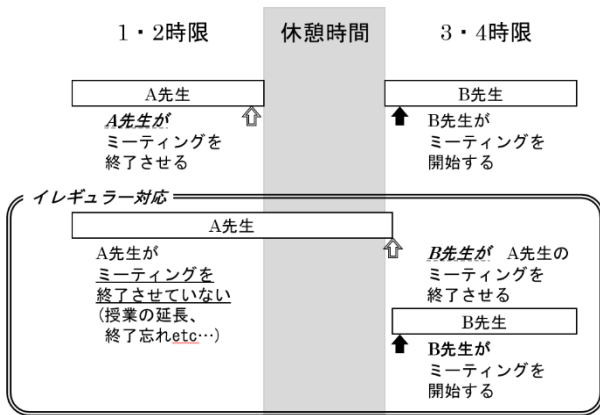 1・2時限
休憩時間
3・4時限
A先生
B先生
A先生が
ミーティングを
終了させる
B先生が
ミーティングを
開始する
イレギュラー対応
A先生
A先生が
ミーティングを
終了させていない
(授業の延長、
終了忘れetc…)
B先生が A先生の
ミーティングを
終了させる
B先生
B先生が
ミーティングを
開始する